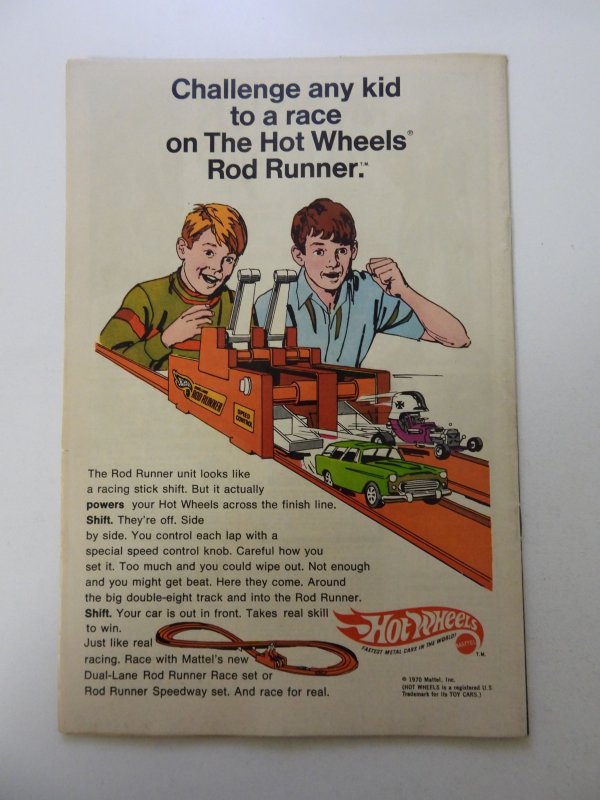 Challenge any kid
to a race
on The Hot Wheels®
Rod Runner.™
ROD RUNNER
SPEED
CONTROL
The Rod Runner unit looks like
a racing stick shift. But it actually
powers your Hot Wheels across the finish line.
Shift. They're off. Side
by side. You control each lap with a
special speed control knob. Careful how you
set it. Too much and you could wipe out. Not enough
and you might get beat. Here they come. Around
the big double-eight track and into the Rod Runner.
Shift. Your car is out in front. Takes real skill
to win.
Just like real
racing. Race with Mattel's new
Dual-Lane Rod Runner Race set or
Rod Runner Speedway set. And race for real.
Hot Wheels
FASTEST METAL CARS IN THE WORLD!
MATTEL
T.M.
© 1970 Mattel, Inc.
(HOT WHEELS is a registered U.S.
Trademark for its TOY CARS.)